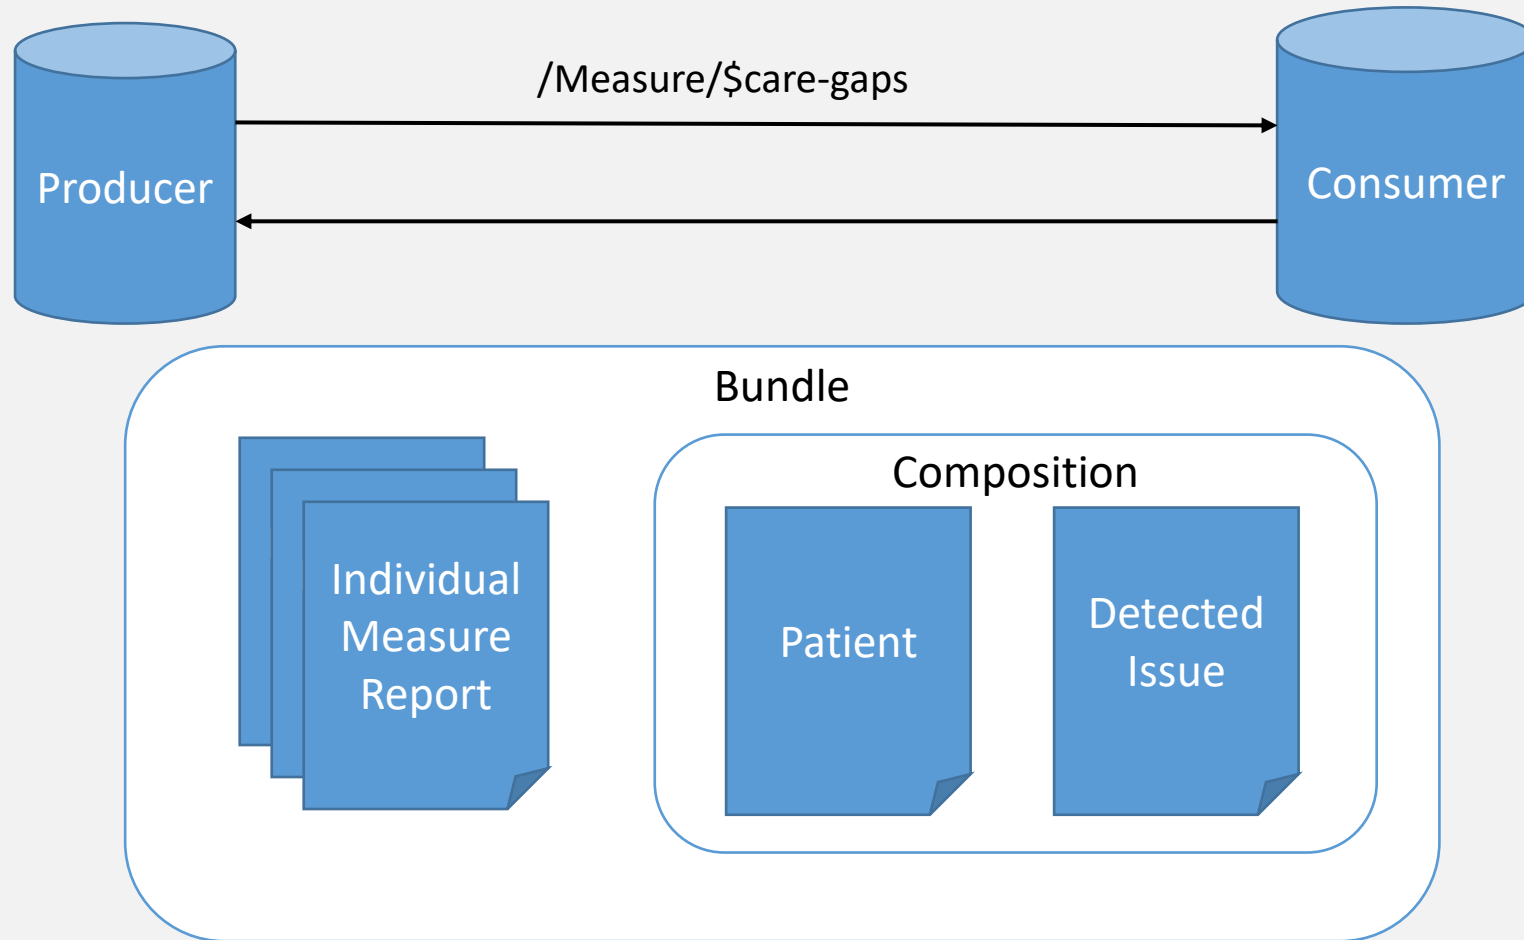 /Measure/$care-gaps
Producer
Consumer
Bundle
Composition
Individual
Measure
Report
Patient
Detected
Issue